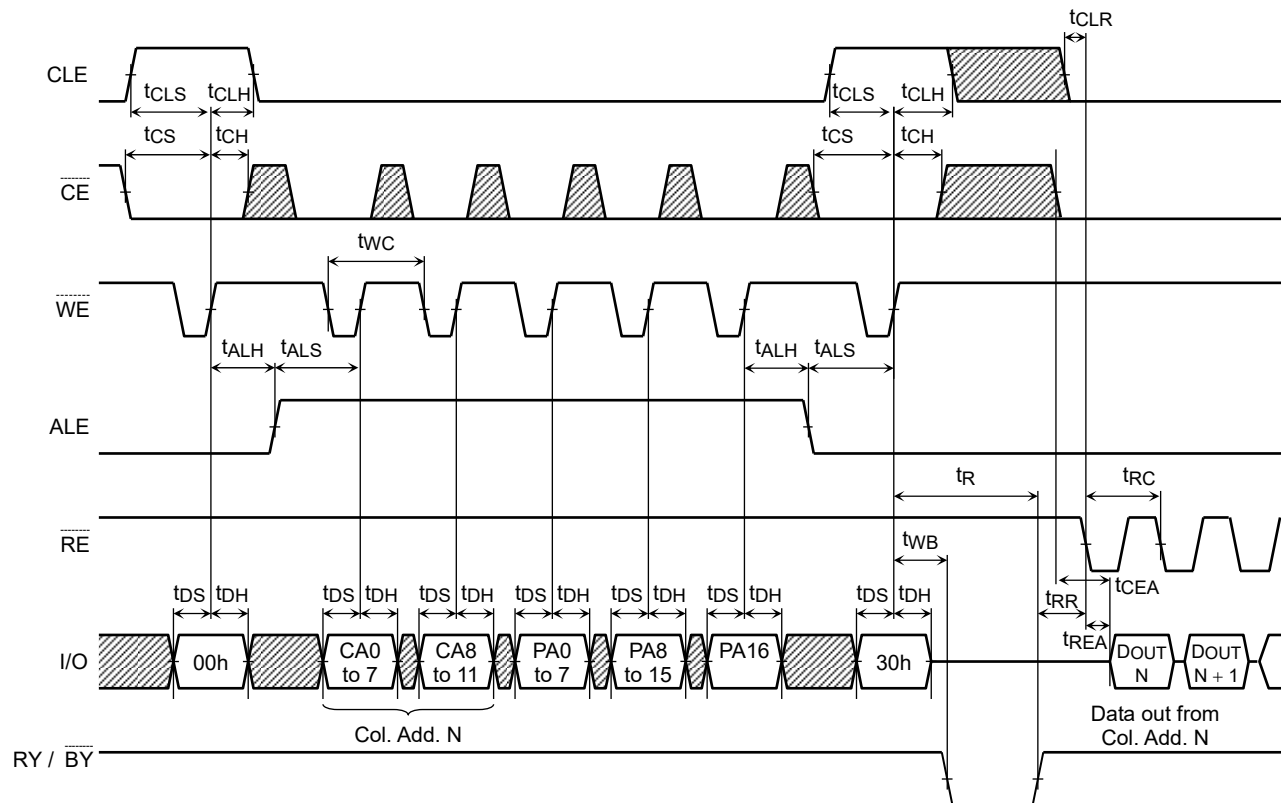 tCLR
CLE
tCLS tCLH tCLS tCLH
tCS tCH tCS tCH
CE
tWC
WE
tALH tALS tALH tALS
ALE
tR tRC
RE
tWB
tDS tDH tDS tDH tDS tDH tDS tDH tDS tDH tDS tDH tDS tDH tRR tCEA
tREA
I/O 00h CA0 to 7 CA8 to 11 PA0 to 7 PA8 to 15 PA16 30h DOUT N DOUT N + 1
Col. Add. N
Data out from
Col. Add. N
RY / BY